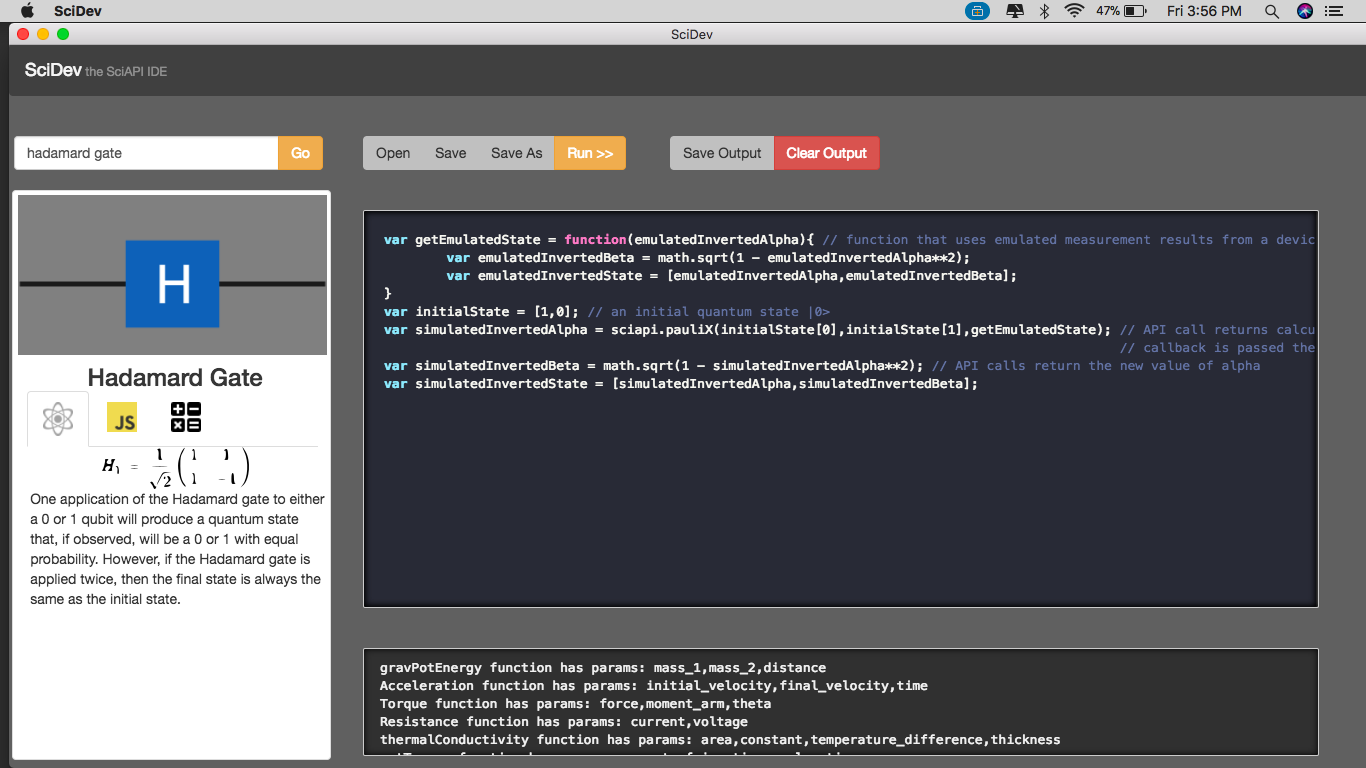 SciDev
47%
Fri 3:56 PM
SciDev
SciDev the SciAPI IDE
hadamard gate
Go
Open
Save
Save As
Run >>
Save Output
Clear Output
H
Hadamard Gate
JS
H₁ = 1/√2 ( 1 1
1 -1 )
One application of the Hadamard gate to either
a 0 or 1 qubit will produce a quantum state
that, if observed, will be a 0 or 1 with equal
probability. However, if the Hadamard gate is
applied twice, then the final state is always the
same as the initial state.
var getEmulatedState = function(emulatedInvertedAlpha){ // function that uses emulated measurement results from a devic
var emulatedInvertedBeta = math.sqrt(1 - emulatedInvertedAlpha**2);
var emulatedInvertedState = [emulatedInvertedAlpha,emulatedInvertedBeta];
}
var initialState = [1,0]; // an initial quantum state |0>
var simulatedInvertedAlpha = sciapi.pauliX(initialState[0],initialState[1],getEmulatedState); // API call returns calcu
// callback is passed the
var simulatedInvertedBeta = math.sqrt(1 - simulatedInvertedAlpha**2); // API calls return the new value of alpha
var simulatedInvertedState = [simulatedInvertedAlpha,simulatedInvertedBeta];
gravPotEnergy function has params: mass_1,mass_2,distance
Acceleration function has params: initial_velocity,final_velocity,time
Torque function has params: force,moment_arm,theta
Resistance function has params: current,voltage
thermalConductivity function has params: area,constant,temperature_difference,thickness